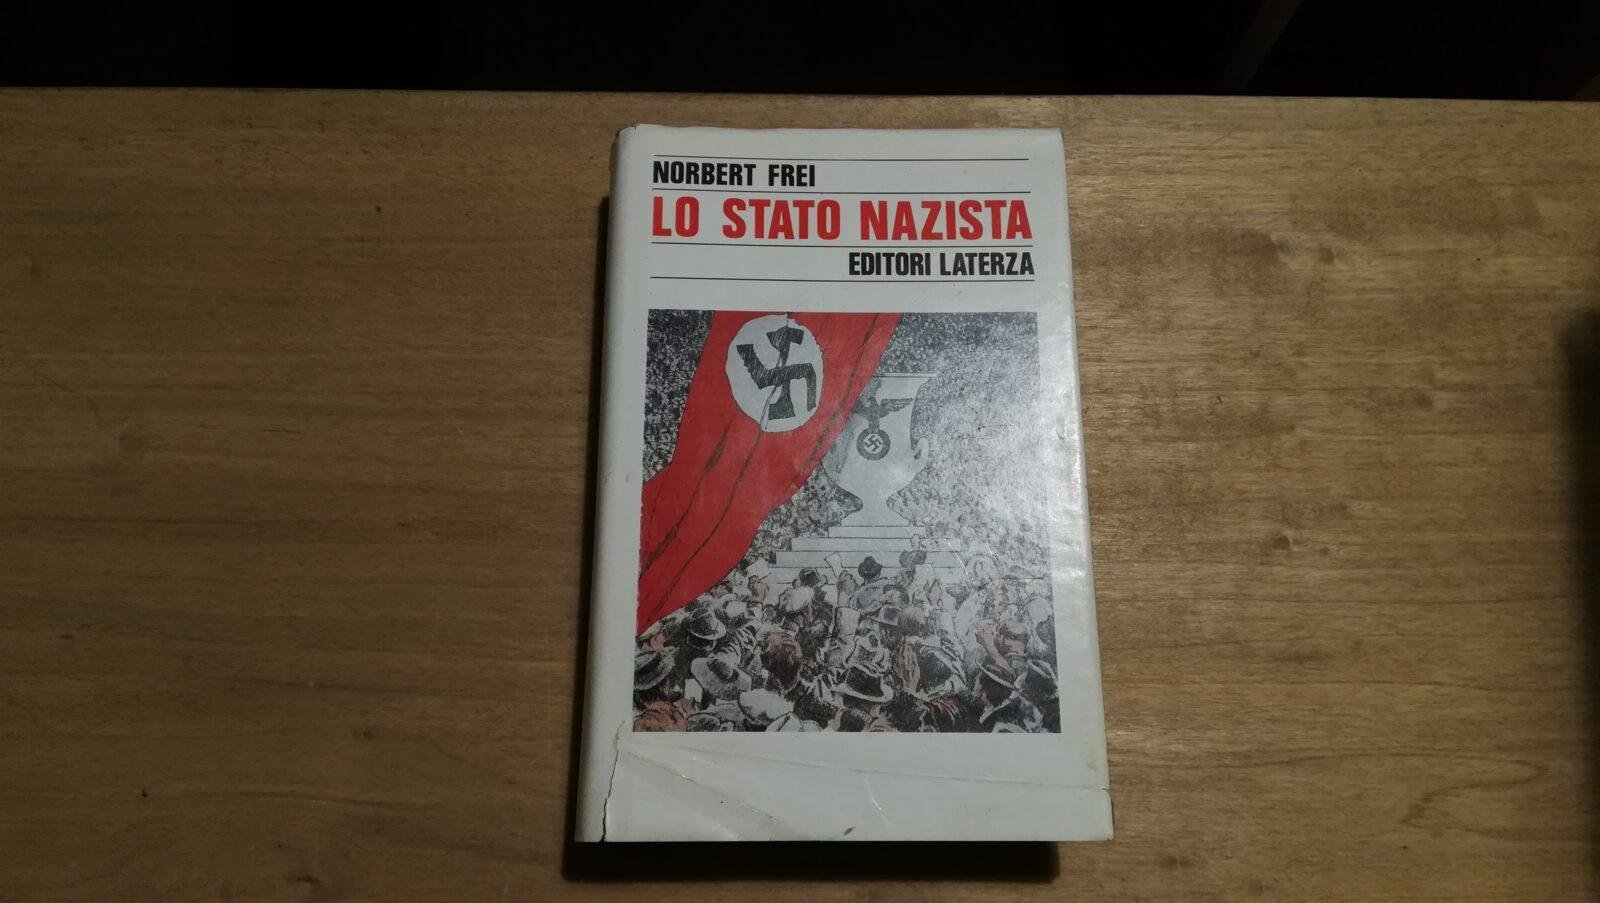 NORBERT FREI
LO STATO NAZISTA
EDITORI LATERZA